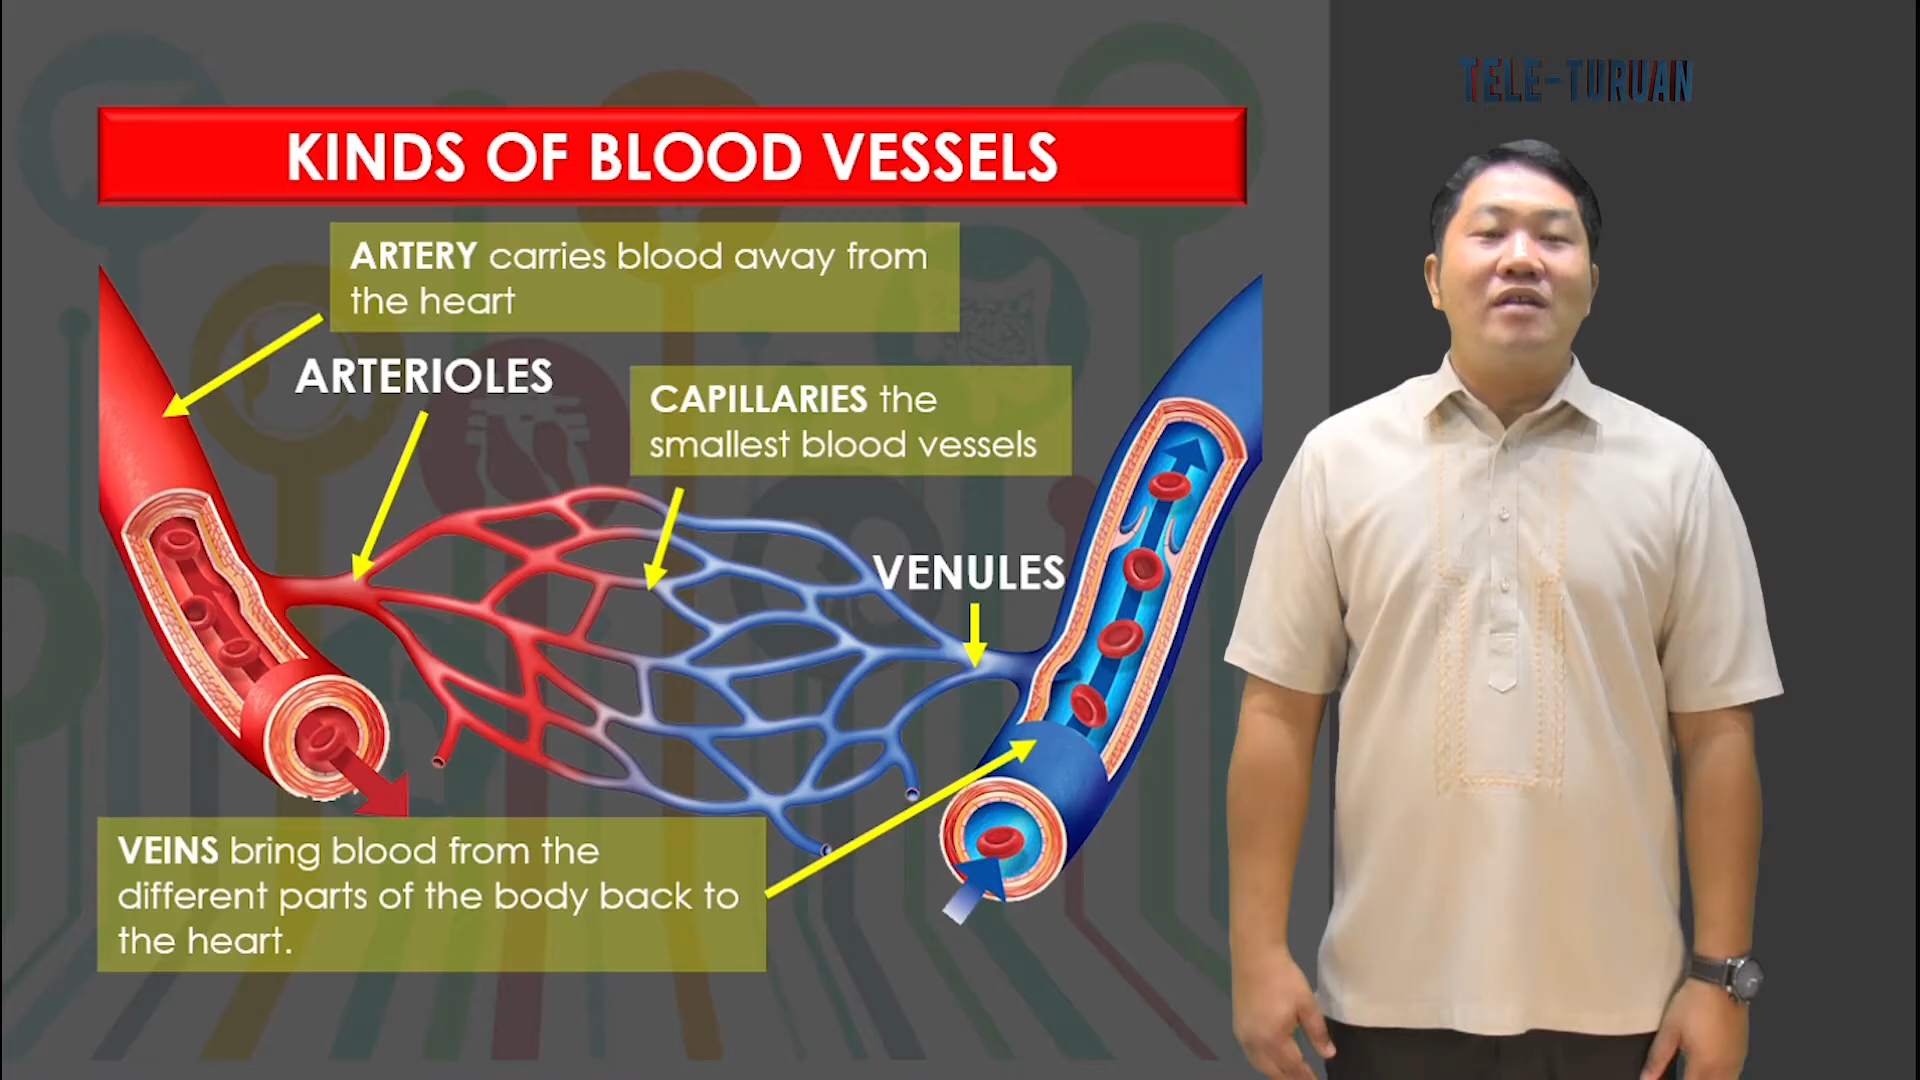 TELE-TURUAN
KINDS OF BLOOD VESSELS
ARTERY carries blood away from
the heart
ARTERIOLES
CAPILLARIES the
smallest blood vessels
VENULES
VEINS bring blood from the
different parts of the body back to
the heart.